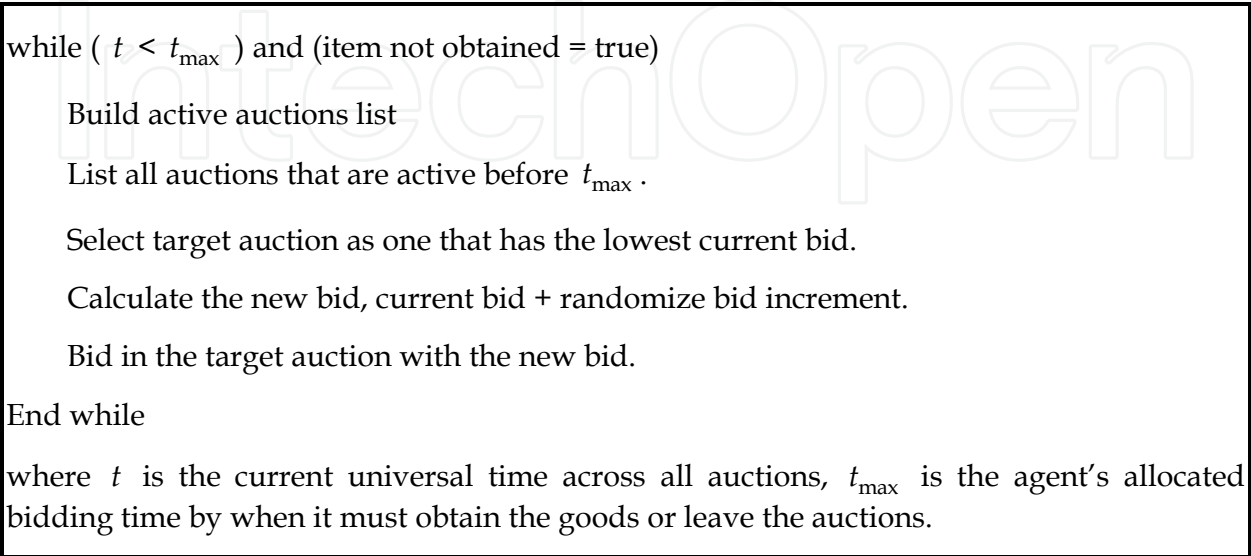 IntechOpen
while ( t < tmax ) and (item not obtained = true)
Build active auctions list
List all auctions that are active before tmax .
Select target auction as one that has the lowest current bid.
Calculate the new bid, current bid + randomize bid increment.
Bid in the target auction with the new bid.
End while
where t is the current universal time across all auctions, tmax is the agent's allocated
bidding time by when it must obtain the goods or leave the auctions.